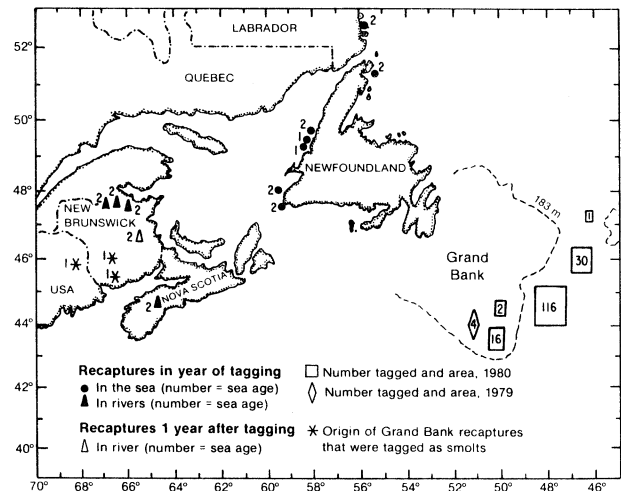 LABRADOR
52°
2
2
QUEBEC
50°
2
1
1
NEWFOUNDLAND
48°
2
2
2
2
2
2
183 m
1
NEW
BRUNSWICK
2
46°
1
1
1
USA
NOVA SCOTIA
2
Grand
Bank
30
2
116
4
16
44°
Recaptures in year of tagging
In the sea (number = sea age)
In rivers (number = sea age)
Number tagged and area, 1980
Number tagged and area, 1979
42°
Recaptures 1 year after tagging
In river (number = sea age)
Origin of Grand Bank recaptures
that were tagged as smolts
40°
70° 68° 66° 64° 62° 60° 58° 56° 54° 52° 50° 48° 46°